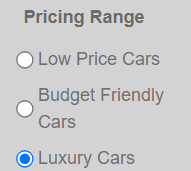 Pricing Range
Low Price Cars
Budget Friendly
Cars
Luxury Cars